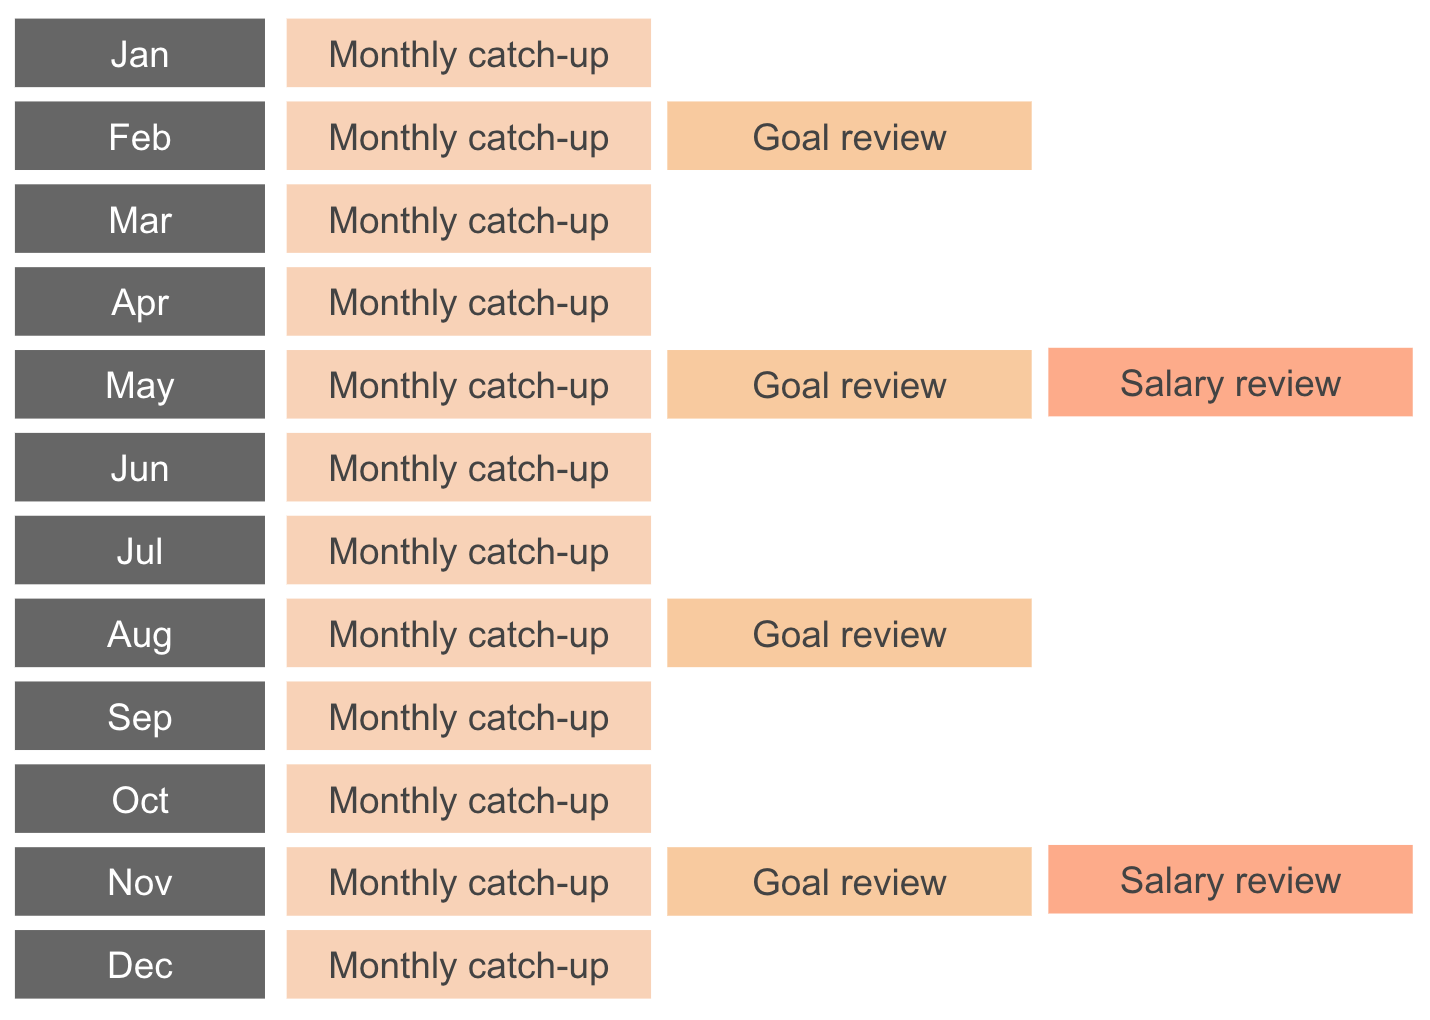 Jan Monthly catch-up
Feb Monthly catch-up Goal review
Mar Monthly catch-up
Apr Monthly catch-up
May Monthly catch-up Goal review Salary review
Jun Monthly catch-up
Jul Monthly catch-up
Aug Monthly catch-up Goal review
Sep Monthly catch-up
Oct Monthly catch-up
Nov Monthly catch-up Goal review Salary review
Dec Monthly catch-up